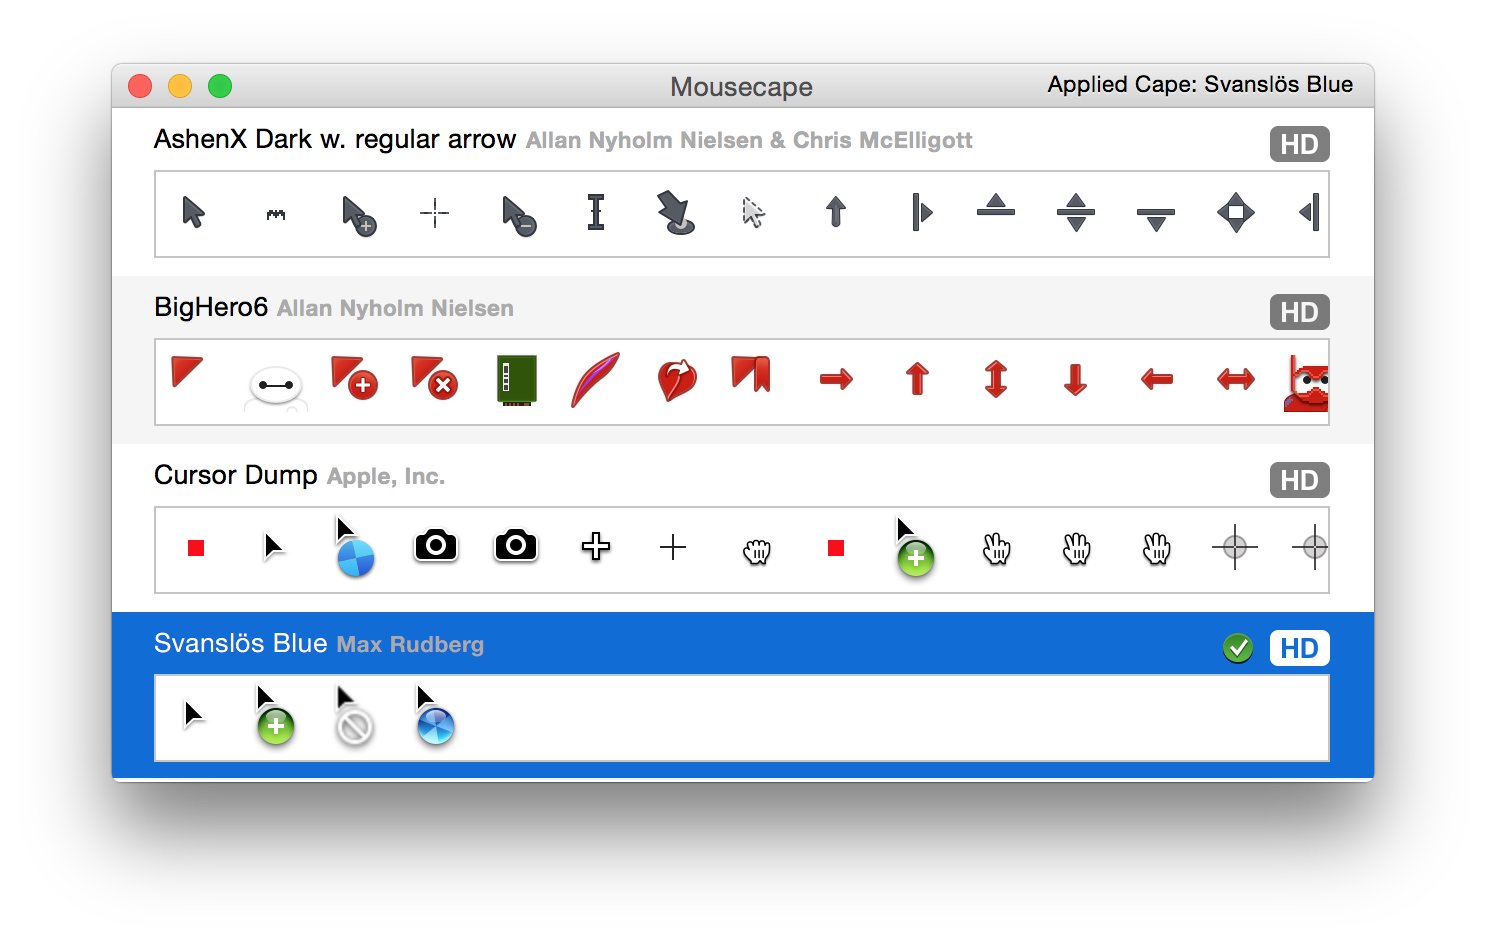 Mousecape
Applied Cape: Svanslös Blue
AshenX Dark w. regular arrow Allan Nyholm Nielsen & Chris McElligott
HD
BigHero6 Allan Nyholm Nielsen
HD
Cursor Dump Apple, Inc.
HD
Svanslös Blue Max Rudberg
HD